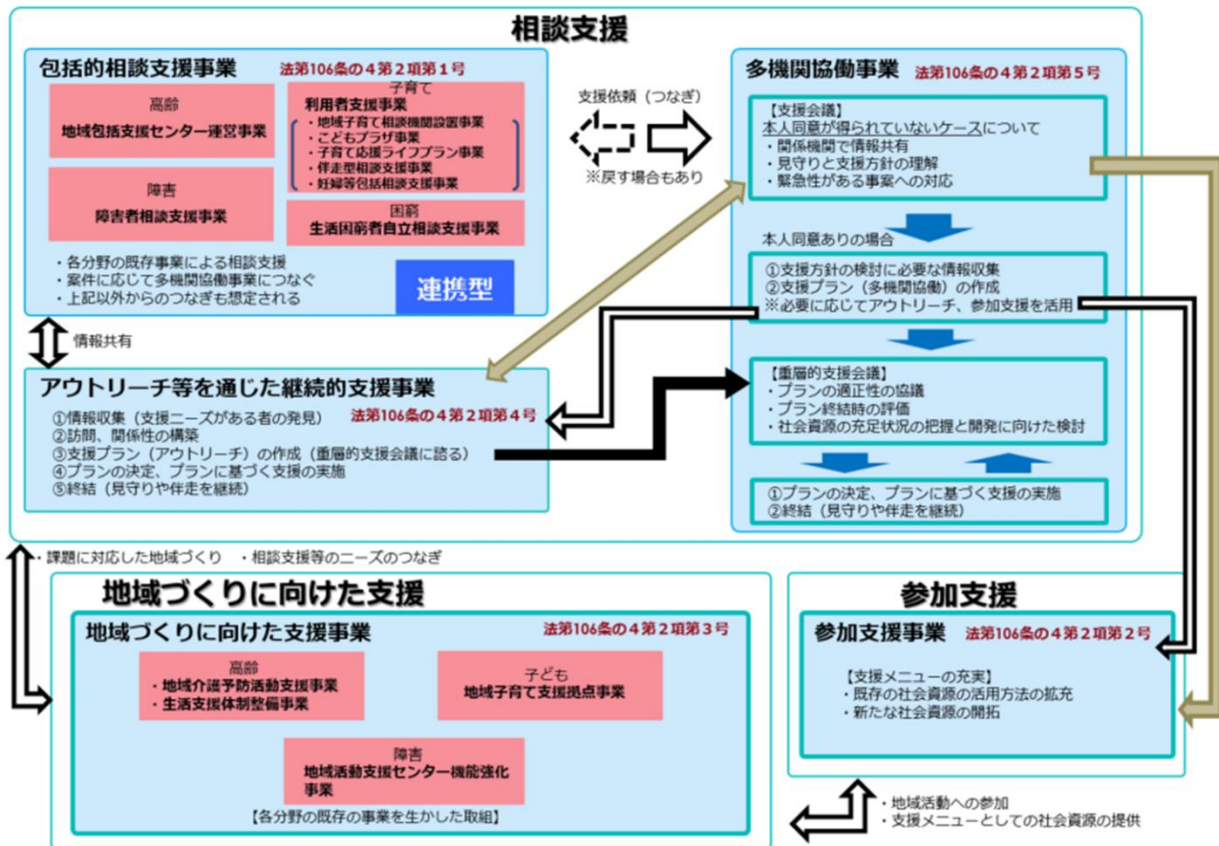 相談支援
包括的相談支援事業
法第106条の4第2項第1号
高齢
地域包括支援センター運営事業
子育て
利用者支援事業
・地域子育て相談機関設置事業
・こどもプラザ事業
・子育て応援ライフプラン事業
・伴走型相談支援事業
・妊婦等包括相談支援事業
障害
障害者相談支援事業
困窮
生活困窮者自立相談支援事業
・各分野の既存事業による相談支援
・案件に応じて多機関協働事業につなぐ
・上記以外からのつなぎも想定される
連携型
支援依頼(つなぎ)
※戻す場合もあり
多機関協働事業
法第106条の4第2項第5号
【支援会議】
本人同意が得られていないケースについて
・関係機関で情報共有
・見守りと支援方針の理解
・緊急性がある事案への対応
本人同意ありの場合
①支援方針の検討に必要な情報収集
②支援プラン(多機関協働)の作成
※必要に応じてアウトリーチ、参加支援を活用
【重層的支援会議】
・プランの適正性の協議
・プラン終結時の評価
・社会資源の充足状況の把握と開発に向けた検討
①プランの決定、プランに基づく支援の実施
②終結(見守りや伴走を継続)
情報共有
アウトリーチ等を通じた継続的支援事業
法第106条の4第2項第4号
①情報収集(支援ニーズがある者の発見)
②訪問、関係性の構築
③支援プラン(アウトリーチ)の作成(重層的支援会議に諮る)
④プランの決定、プランに基づく支援の実施
⑤終結(見守りや伴走を継続)
・課題に対応した地域づくり ・相談支援等のニーズのつなぎ
地域づくりに向けた支援
地域づくりに向けた支援事業
法第106条の4第2項第3号
高齢
・地域介護予防活動支援事業
・生活支援体制整備事業
子ども
地域子育て支援拠点事業
障害
地域活動支援センター機能強化
事業
【各分野の既存の事業を生かした取組】
参加支援
参加支援事業
法第106条の4第2項第2号
【支援メニューの充実】
・既存の社会資源の活用方法の拡充
・新たな社会資源の開拓
・地域活動への参加
・支援メニューとしての社会資源の提供